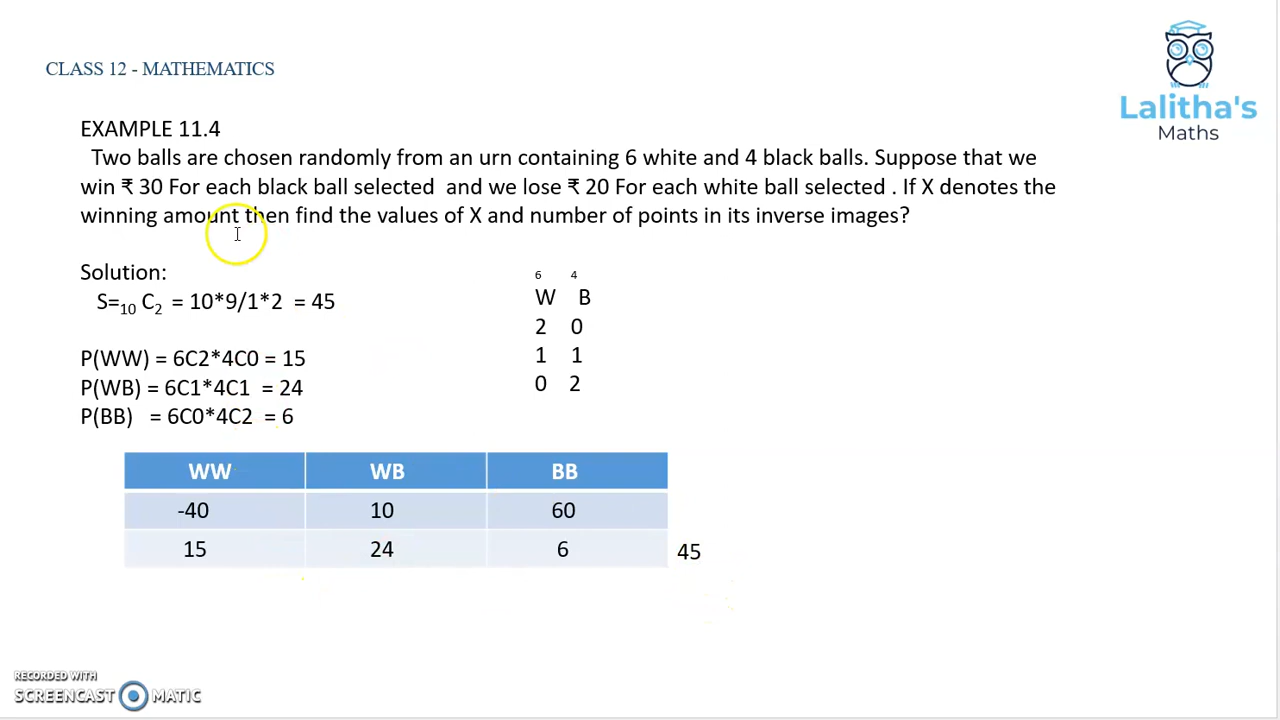 CLASS 12 - MATHEMATICS
Lalitha's
Maths
EXAMPLE 11.4
Two balls are chosen randomly from an urn containing 6 white and 4 black balls. Suppose that we
win ₹ 30 For each black ball selected and we lose ₹ 20 For each white ball selected . If X denotes the
winning amount then find the values of X and number of points in its inverse images?
Solution:
S=₁₀ C₂ = 10*9/1*2 = 45
6 4
W B
2 0
1 1
0 2
P(WW) = 6C2*4C0 = 15
P(WB) = 6C1*4C1 = 24
P(BB) = 6C0*4C2 = 6
WW WB BB
-40 10 60
15 24 6 45
RECORDED WITH
SCREENCAST MATIC